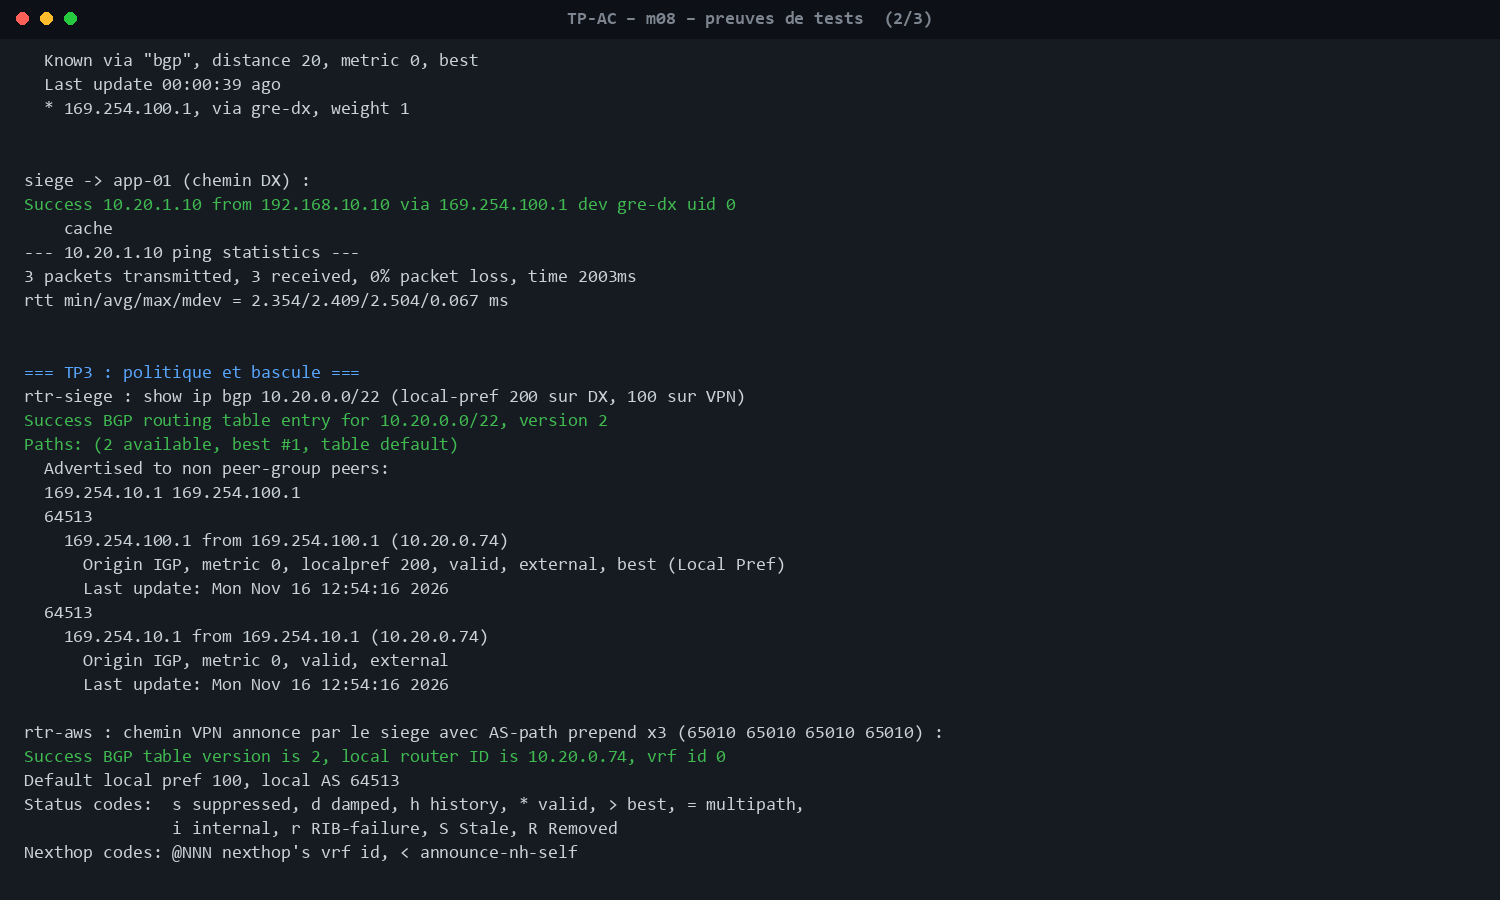 TP-AC – m08 – preuves de tests (2/3)
Known via "bgp", distance 20, metric 0, best
Last update 00:00:39 ago
* 169.254.100.1, via gre-dx, weight 1
siege -> app-01 (chemin DX) :
Success 10.20.1.10 from 192.168.10.10 via 169.254.100.1 dev gre-dx uid 0
cache
--- 10.20.1.10 ping statistics ---
3 packets transmitted, 3 received, 0% packet loss, time 2003ms
rtt min/avg/max/mdev = 2.354/2.409/2.504/0.067 ms
=== TP3 : politique et bascule ===
rtr-siege : show ip bgp 10.20.0.0/22 (local-pref 200 sur DX, 100 sur VPN)
Success BGP routing table entry for 10.20.0.0/22, version 2
Paths: (2 available, best #1, table default)
Advertised to non peer-group peers:
169.254.10.1 169.254.100.1
64513
169.254.100.1 from 169.254.100.1 (10.20.0.74)
Origin IGP, metric 0, localpref 200, valid, external, best (Local Pref)
Last update: Mon Nov 16 12:54:16 2026
64513
169.254.10.1 from 169.254.10.1 (10.20.0.74)
Origin IGP, metric 0, valid, external
Last update: Mon Nov 16 12:54:16 2026
rtr-aws : chemin VPN annonce par le siege avec AS-path prepend x3 (65010 65010 65010 65010) :
Success BGP table version is 2, local router ID is 10.20.0.74, vrf id 0
Default local pref 100, local AS 64513
Status codes:  s suppressed, d damped, h history, * valid, > best, = multipath,
i internal, r RIB-failure, S Stale, R Removed
Nexthop codes: @NNN nexthop's vrf id, < announce-nh-self